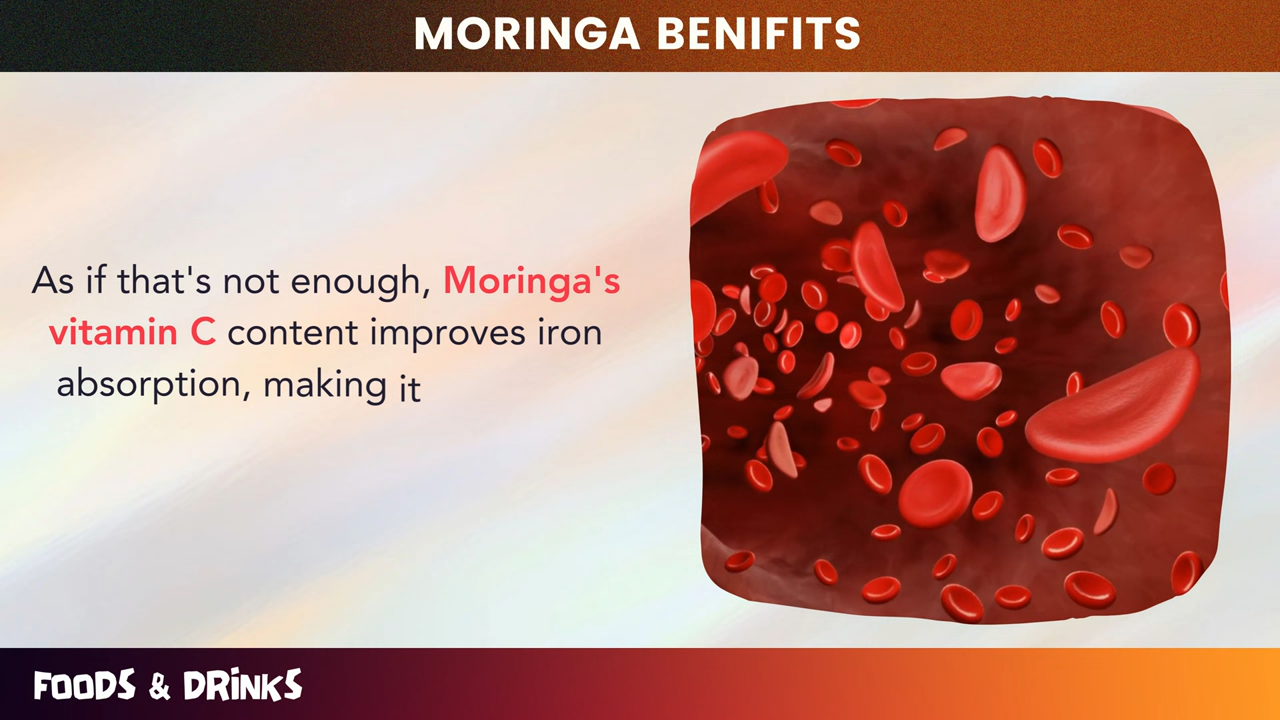 MORINGA BENIFITS
As if that's not enough, Moringa's
vitamin C content improves iron
absorption, making it
FOODS & DRiNKS